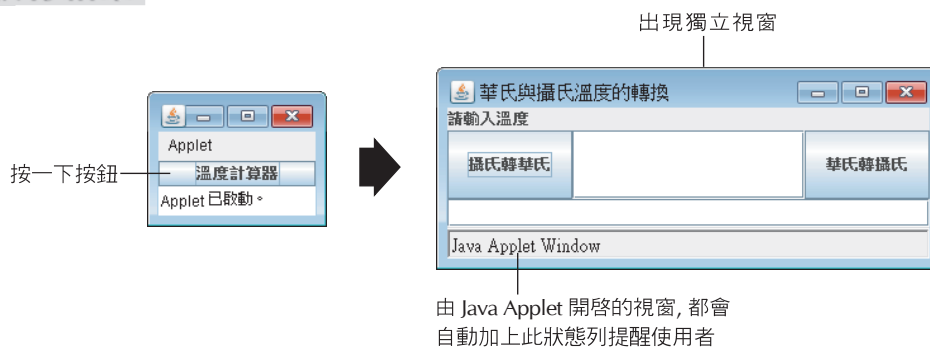 出現獨立視窗
華氏與攝氏溫度的轉換
請輸入溫度
攝氏轉華氏
華氏轉攝氏
Java Applet Window
Applet
溫度計算器
Applet 已啟動。
按一下按鈕
由 Java Applet 開啓的視窗, 都會
自動加上此狀態列提醒使用者